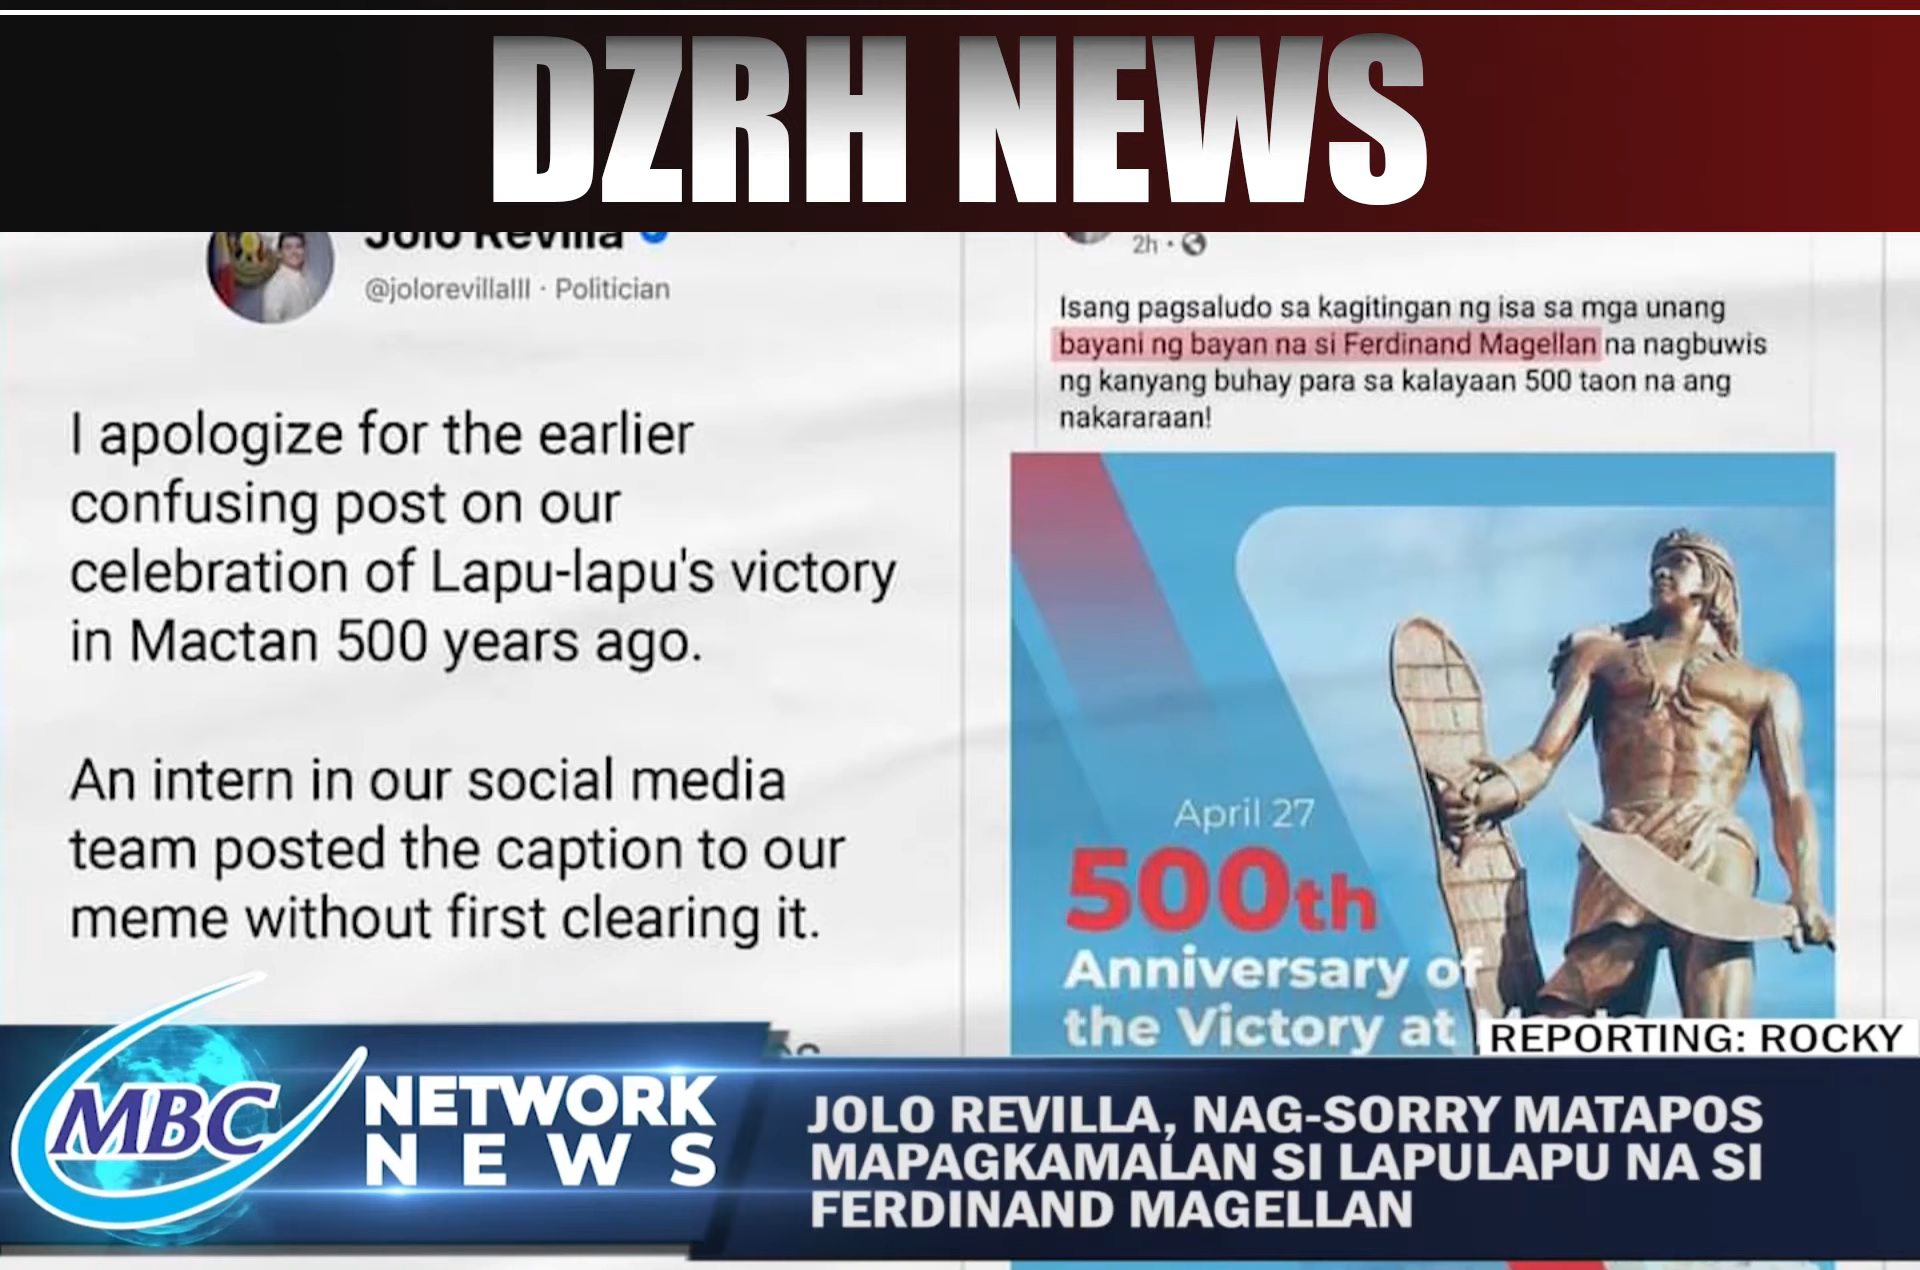 DZRH NEWS
Jolo Revilla
@jolorevillaIII · Politician
I apologize for the earlier
confusing post on our
celebration of Lapu-lapu's victory
in Mactan 500 years ago.
An intern in our social media
team posted the caption to our
meme without first clearing it.
2h ·
Isang pagsaludo sa kagitingan ng isa sa mga unang
bayani ng bayan na si Ferdinand Magellan na nagbuwis
ng kanyang buhay para sa kalayaan 500 taon na ang
nakararaan!
April 27
500th
Anniversary of
the Victory at
REPORTING: ROCKY
MBC
NETWORK
NEWS
JOLO REVILLA, NAG-SORRY MATAPOS
MAPAGKAMALAN SI LAPULAPU NA SI
FERDINAND MAGELLAN